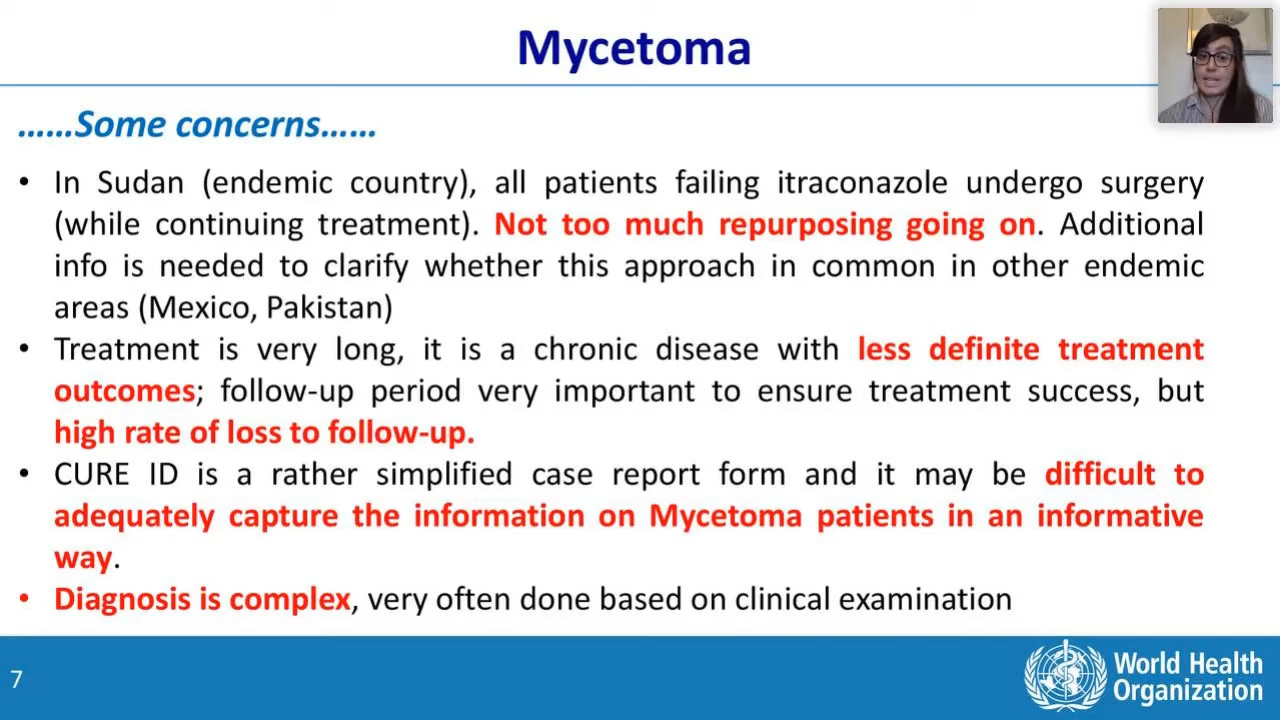 Mycetoma
......Some concerns......
• In Sudan (endemic country), all patients failing itraconazole undergo surgery
(while continuing treatment). Not too much repurposing going on. Additional
info is needed to clarify whether this approach in common in other endemic
areas (Mexico, Pakistan)
• Treatment is very long, it is a chronic disease with less definite treatment
outcomes; follow-up period very important to ensure treatment success, but
high rate of loss to follow-up.
• CURE ID is a rather simplified case report form and it may be difficult to
adequately capture the information on Mycetoma patients in an informative
way.
• Diagnosis is complex, very often done based on clinical examination
7
World Health
Organization